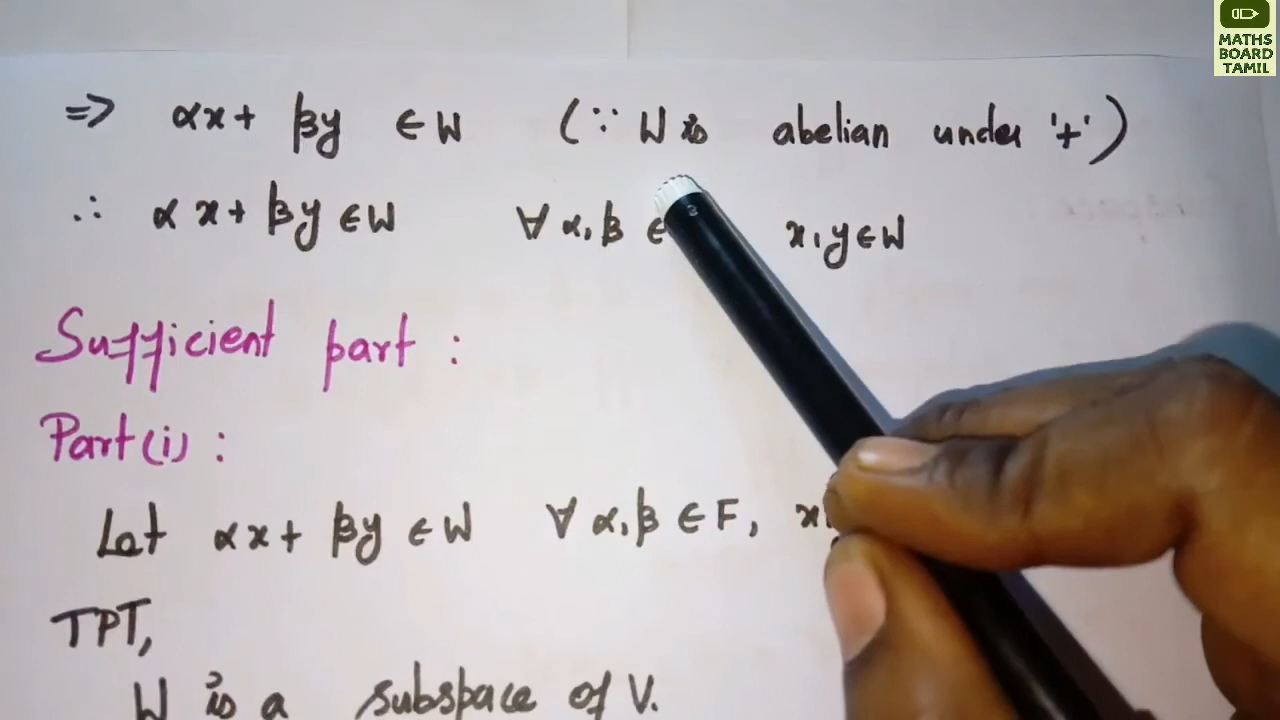 MATHS
BOARD
TAMIL
⇒ αx + βy ∈ W (∵ W is abelian under '+')
∴ αx + βy ∈ W ∀ α, β ∈ x, y ∈ W
Sufficient part :
Part (i) :
Let αx + βy ∈ W ∀ α, β ∈ F, x
TPT,
W is a subspace of V.